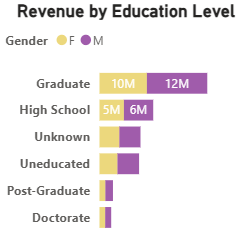 Revenue by Education Level
Gender F M
Graduate 10M 12M
High School 5M 6M
Unknown
Uneducated
Post-Graduate
Doctorate